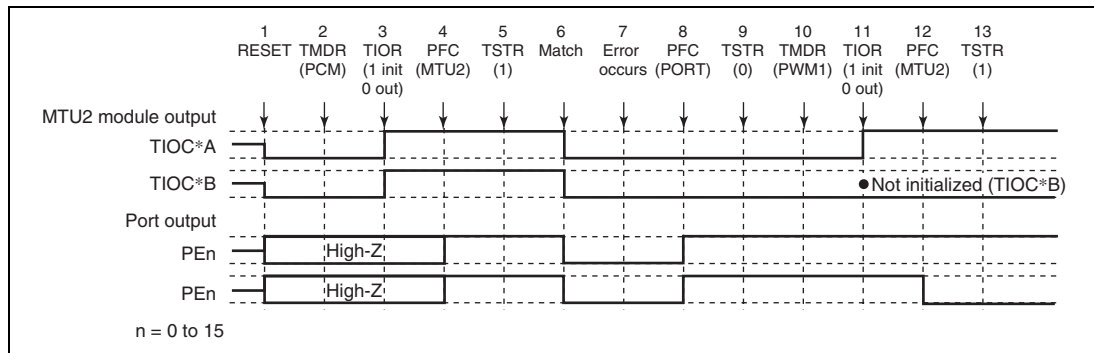 1 2 3 4 5 6 7 8 9 10 11 12 13
RESET TMDR TIOR PFC TSTR Match Error PFC TSTR TMDR TIOR PFC TSTR
(PCM) (1 init (MTU2) (1) occurs (PORT) (0) (PWM1) (1 init (MTU2) (1)
0 out) 0 out)
MTU2 module output
TIOC*A
TIOC*B
Not initialized (TIOC*B)
Port output
PEn
High-Z
PEn
High-Z
n = 0 to 15